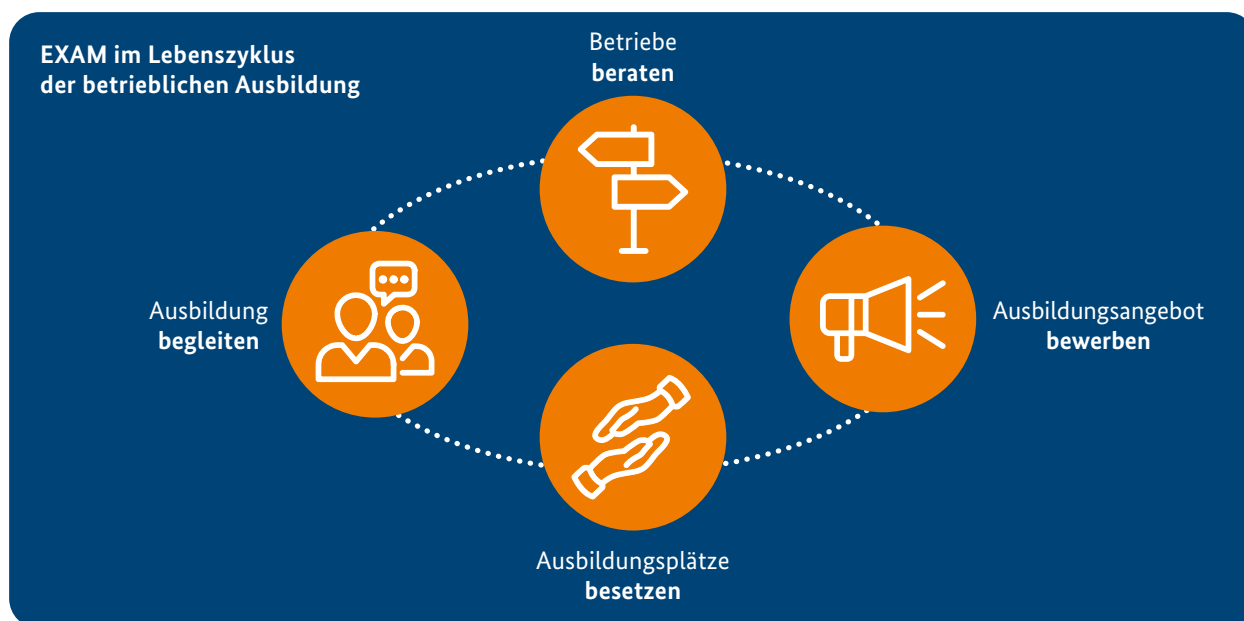 EXAM im Lebenszyklus
der betrieblichen Ausbildung
Betriebe
beraten
Ausbildungsangebot
bewerben
Ausbildungsplätze
besetzen
Ausbildung
begleiten